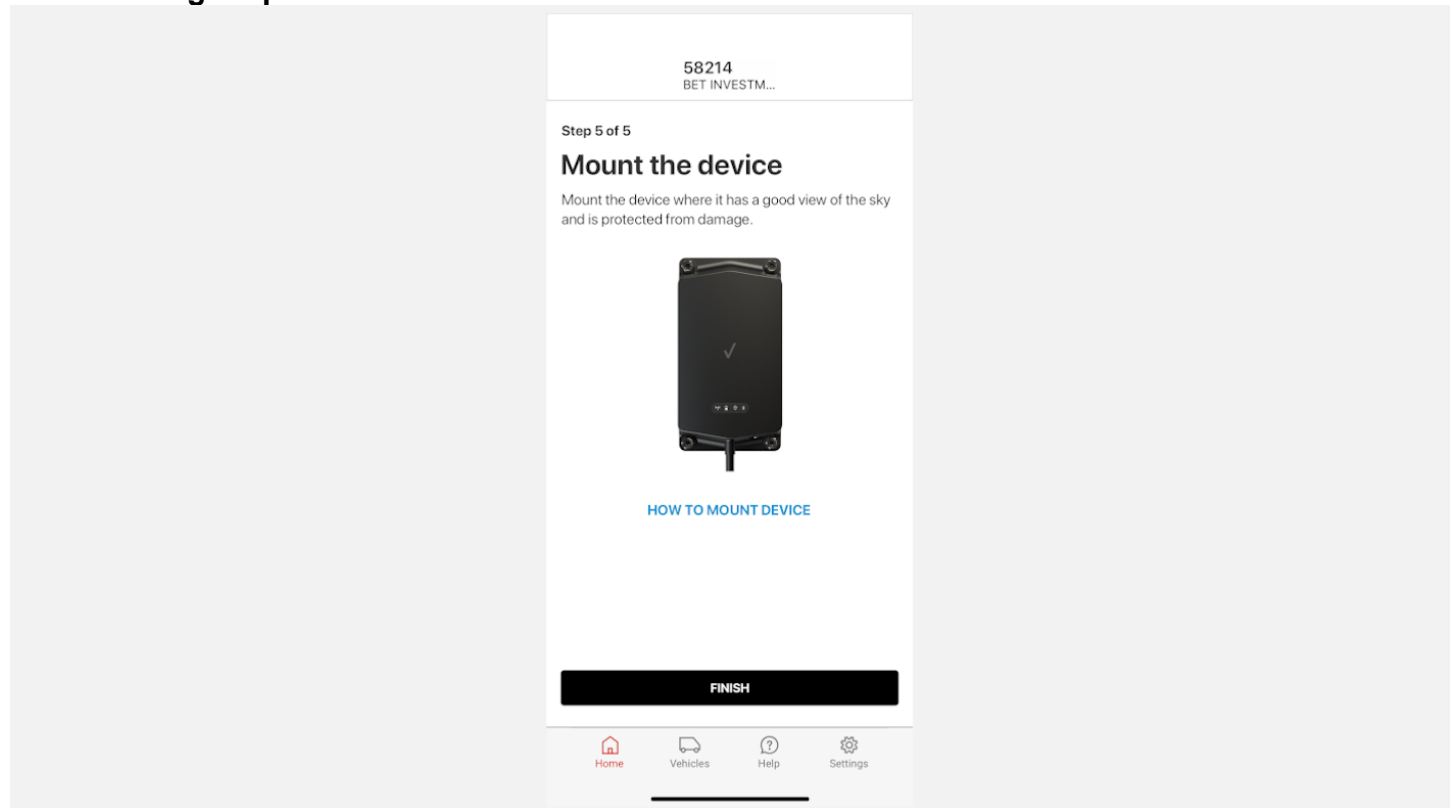 58214
BET INVESTM...
Step 5 of 5
Mount the device
Mount the device where it has a good view of the sky
and is protected from damage.
HOW TO MOUNT DEVICE
FINISH
Home Vehicles Help Settings